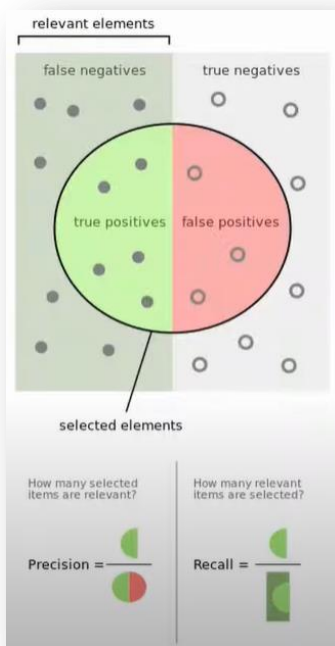 relevant elements
false negatives
true negatives
true positives
false positives
selected elements
How many selected
items are relevant?
How many relevant
items are selected?
Precision =
Recall =